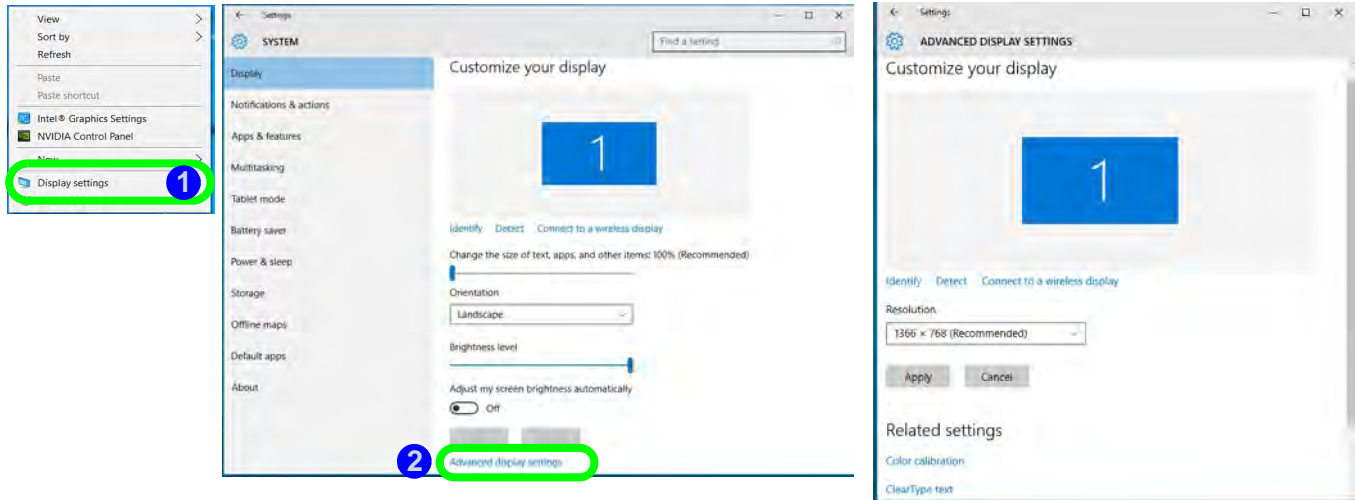 View
Sort by
Refresh
Paste
Paste shortcut
Intel® Graphics Settings
NVIDIA Control Panel
New
Display settings
1
Settings
SYSTEM
Find a setting
Display
Notifications & actions
Apps & features
Multitasking
Tablet mode
Battery saver
Power & sleep
Storage
Offline maps
Default apps
About
Customize your display
1
Identify Detect Connect to a wireless display
Change the size of text, apps, and other items: 100% (Recommended)
Orientation
Landscape
Brightness level
Adjust my screen brightness automatically
Off
2
Advanced display settings
Settings
ADVANCED DISPLAY SETTINGS
Customize your display
1
Identify Detect Connect to a wireless display
Resolution
1366 × 768 (Recommended)
Apply Cancel
Related settings
Color calibration
ClearType text